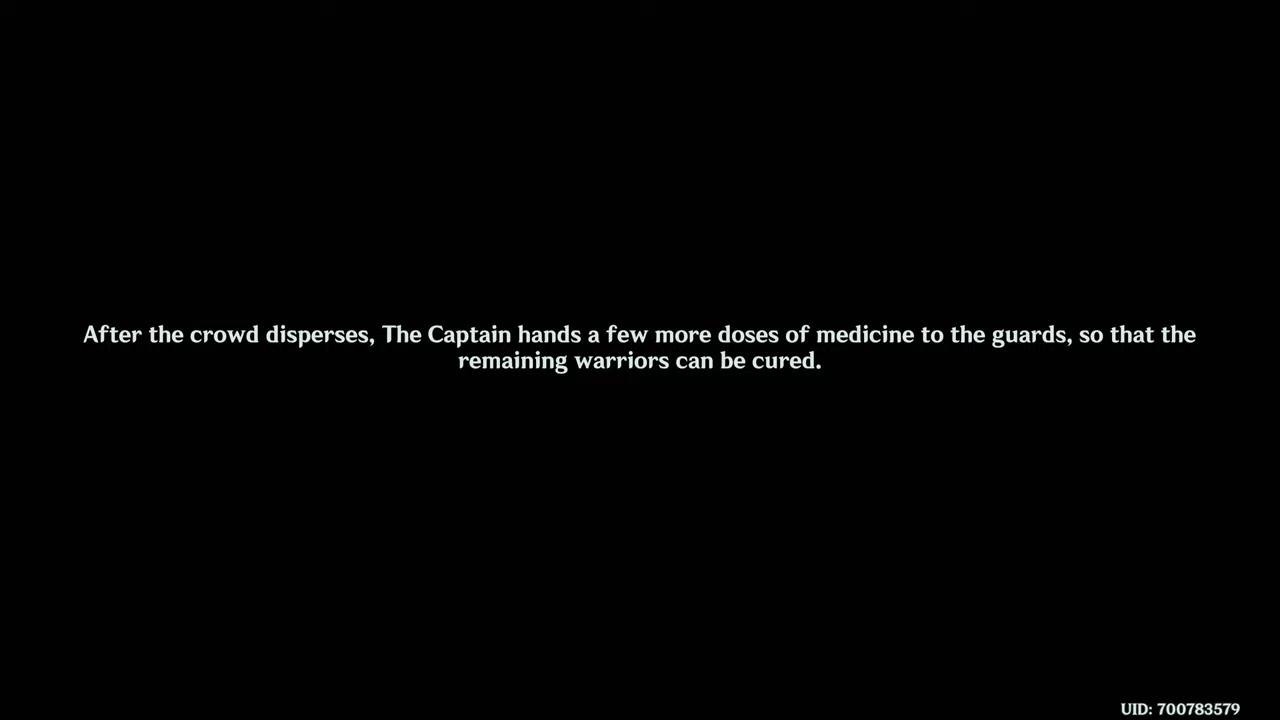 After the crowd disperses, The Captain hands a few more doses of medicine to the guards, so that the
remaining warriors can be cured.
UID: 700783579